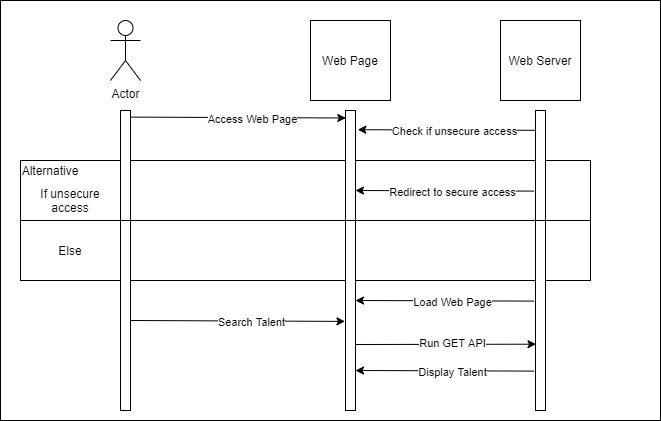 Web Page
Web Server
Actor
Access Web Page
Check if unsecure access
Alternative
If unsecure
access
Redirect to secure access
Else
Load Web Page
Search Talent
Run GET API
Display Talent